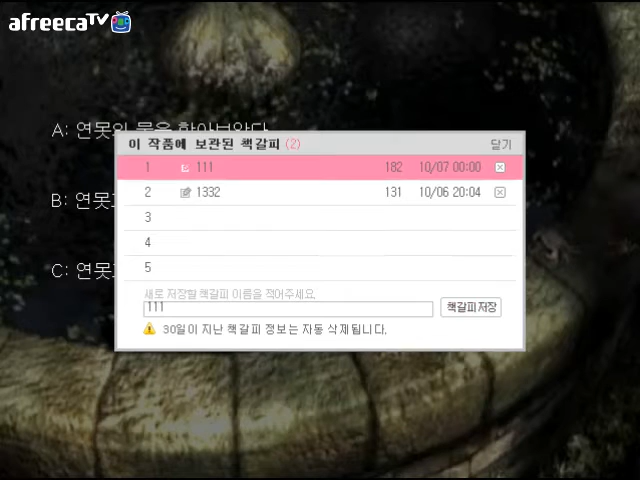 afreecaTV
A: 연못의 물을 핥아보았다
이 작품에 보관된 책갈피 (2) 닫기
1 111 182 10/07 00:00
2 1332 131 10/06 20:04
B: 연못
3
4
C: 연못
5
새로 저장할 책갈피 이름을 적어주세요.
111 책갈피저장
30일이 지난 책갈피 정보는 자동 삭제됩니다.